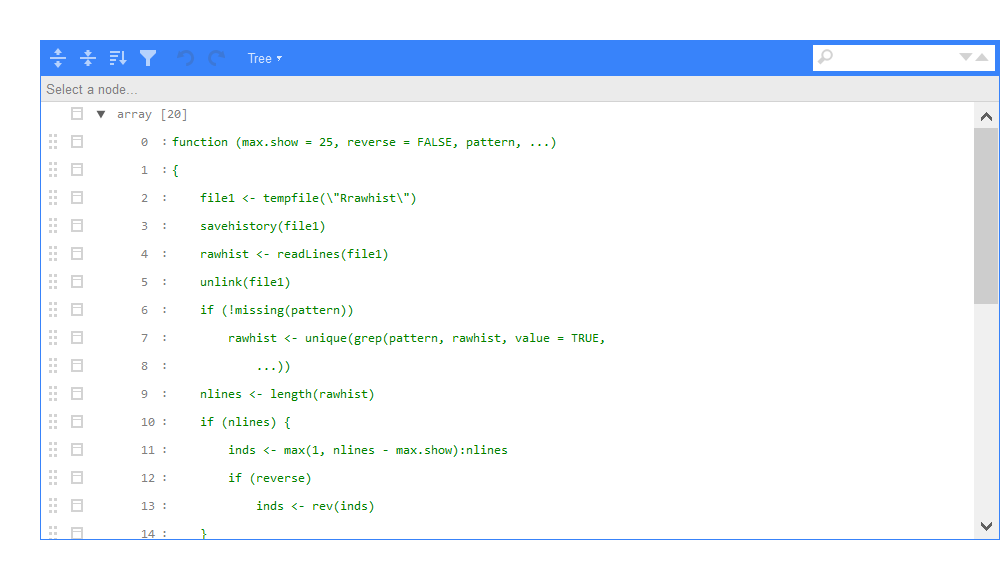 Tree
Select a node...
array [20]
0 : function (max.show = 25, reverse = FALSE, pattern, ...)
1 : {
2 :     file1 <- tempfile(\"Rrawhist\")
3 :     savehistory(file1)
4 :     rawhist <- readLines(file1)
5 :     unlink(file1)
6 :     if (!missing(pattern))
7 :         rawhist <- unique(grep(pattern, rawhist, value = TRUE,
8 :             ...))
9 :     nlines <- length(rawhist)
10 :     if (nlines) {
11 :         inds <- max(1, nlines - max.show):nlines
12 :         if (reverse)
13 :             inds <- rev(inds)
14 :     }